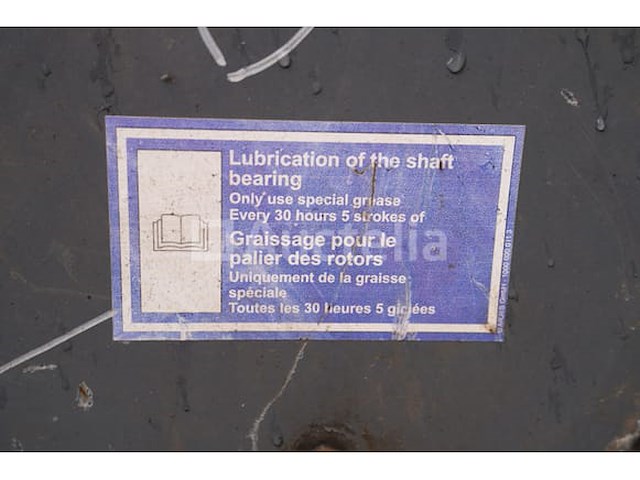 Lubrication of the shaft
bearing
Only use special grease
Every 30 hours 5 strokes of
Graissage pour le
palier des rotors
Uniquement de la graisse
spéciale
Toutes les 30 heures 5 giclées